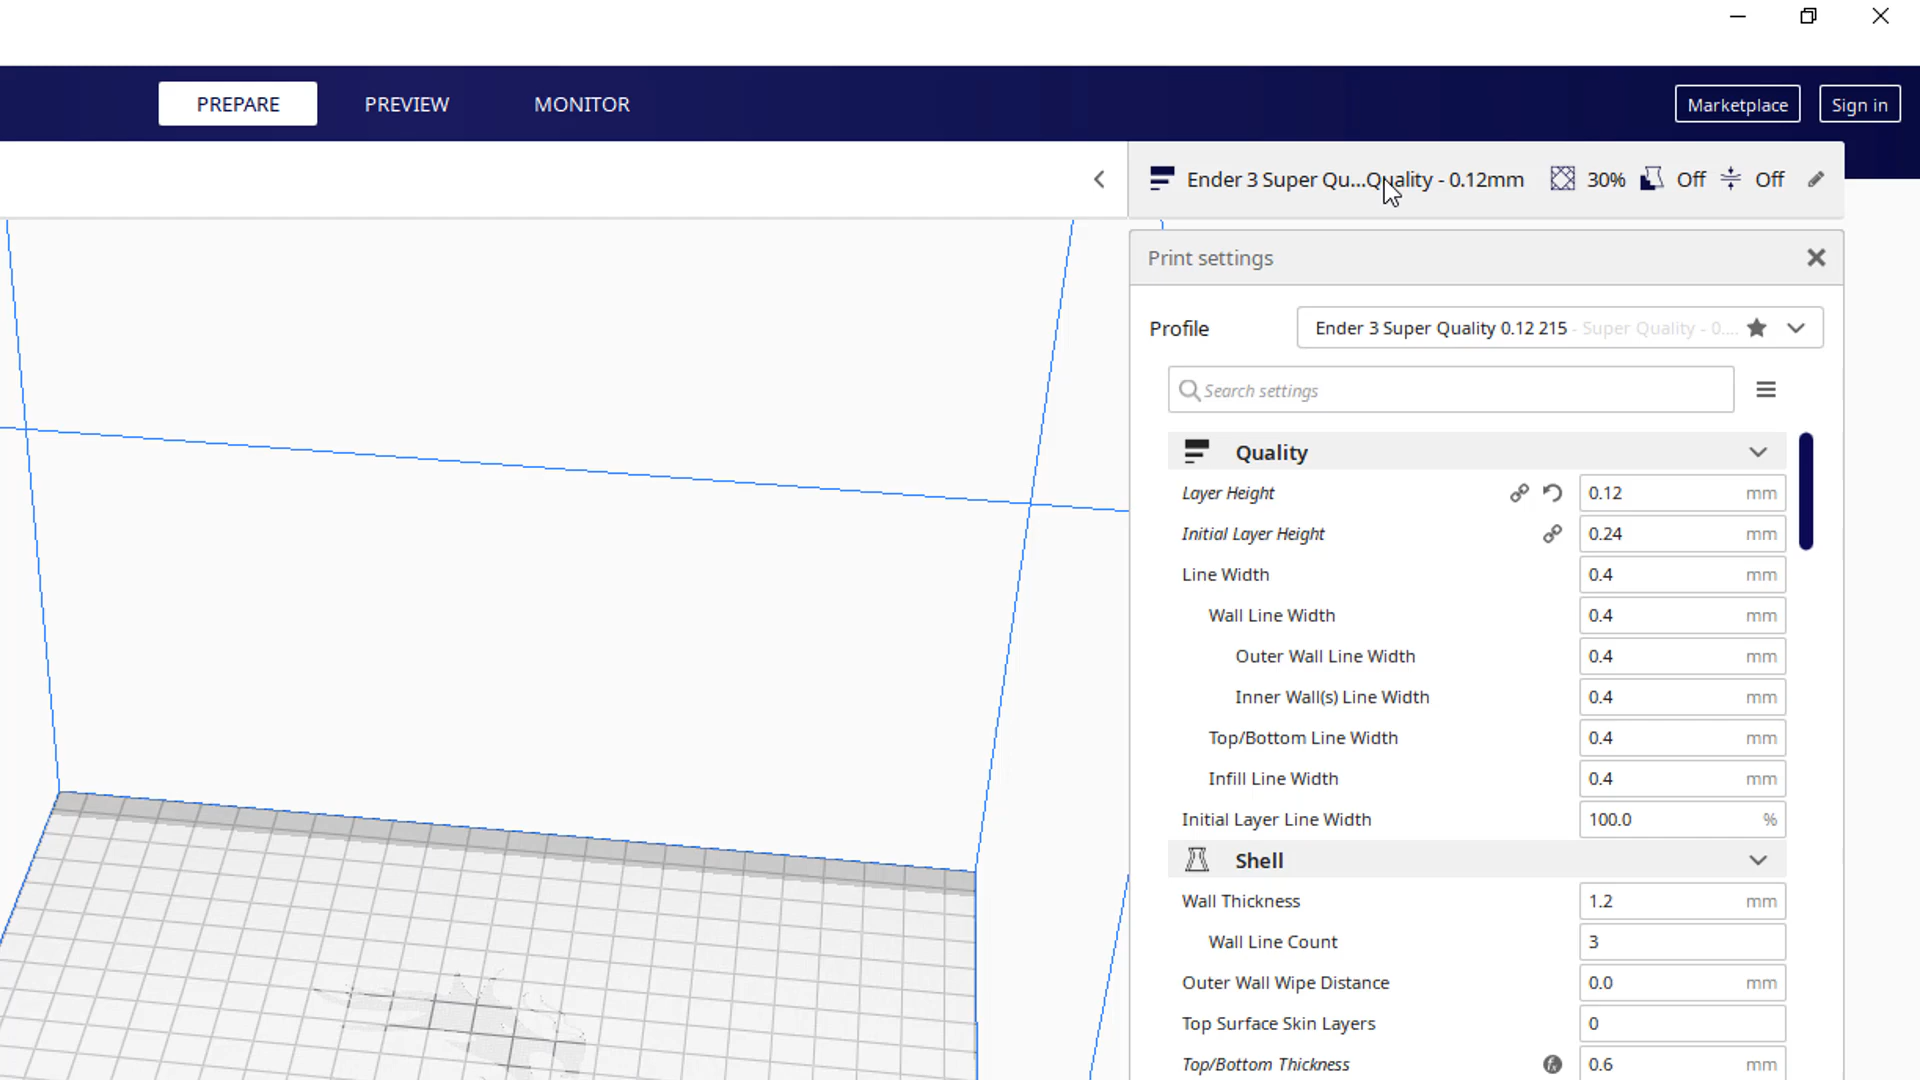 PREPARE PREVIEW MONITOR Marketplace Sign in
Ender 3 Super Qu...Quality - 0.12mm 30% Off Off
Print settings
Profile Ender 3 Super Quality 0.12 215 - Super Quality - 0....
Search settings
Quality
Layer Height 0.12 mm
Initial Layer Height 0.24 mm
Line Width 0.4 mm
Wall Line Width 0.4 mm
Outer Wall Line Width 0.4 mm
Inner Wall(s) Line Width 0.4 mm
Top/Bottom Line Width 0.4 mm
Infill Line Width 0.4 mm
Initial Layer Line Width 100.0 %
Shell
Wall Thickness 1.2 mm
Wall Line Count 3
Outer Wall Wipe Distance 0.0 mm
Top Surface Skin Layers 0
Top/Bottom Thickness 0.6 mm